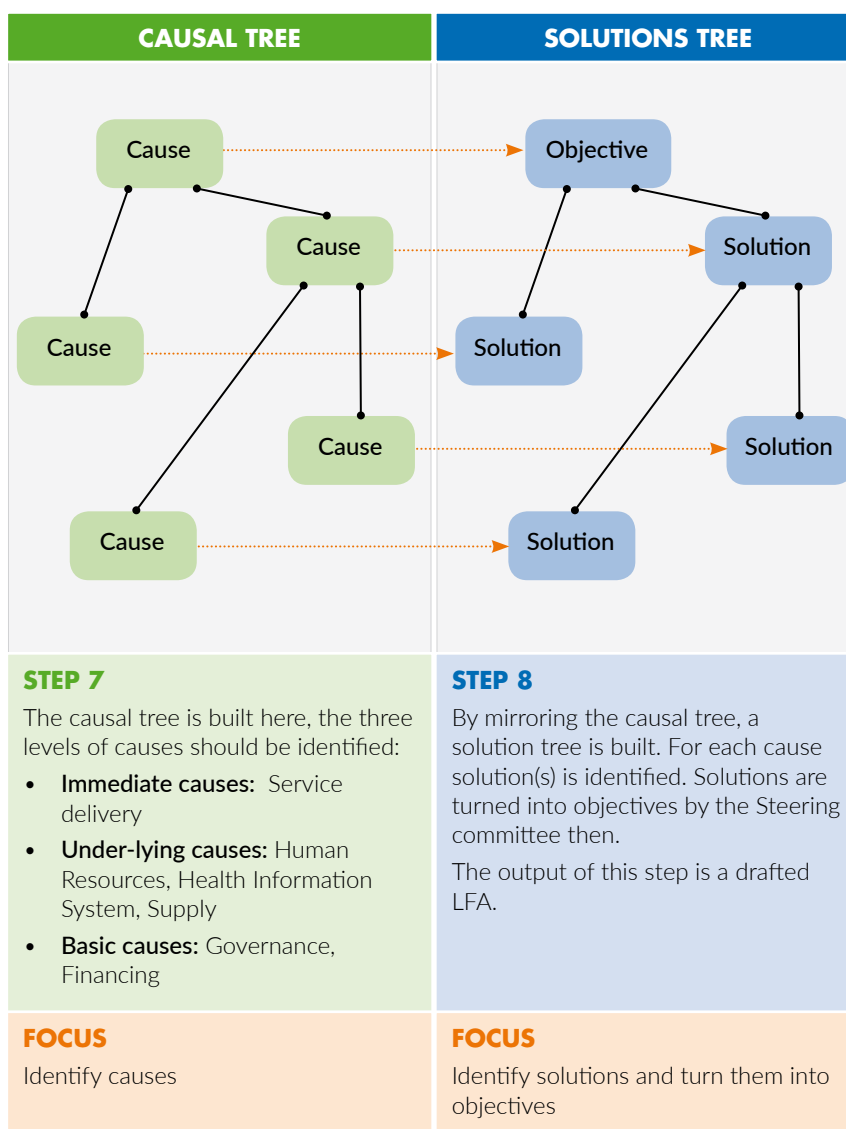 CAUSAL TREE
SOLUTIONS TREE
Cause
Objective
Cause
Solution
Cause
Solution
Cause
Solution
Cause
Solution
STEP 7
The causal tree is built here, the three
levels of causes should be identified:
• Immediate causes: Service
delivery
• Under-lying causes: Human
Resources, Health Information
System, Supply
• Basic causes: Governance,
Financing
STEP 8
By mirroring the causal tree, a
solution tree is built. For each cause
solution(s) is identified. Solutions are
turned into objectives by the Steering
committee then.
The output of this step is a drafted
LFA.
FOCUS
Identify causes
FOCUS
Identify solutions and turn them into
objectives